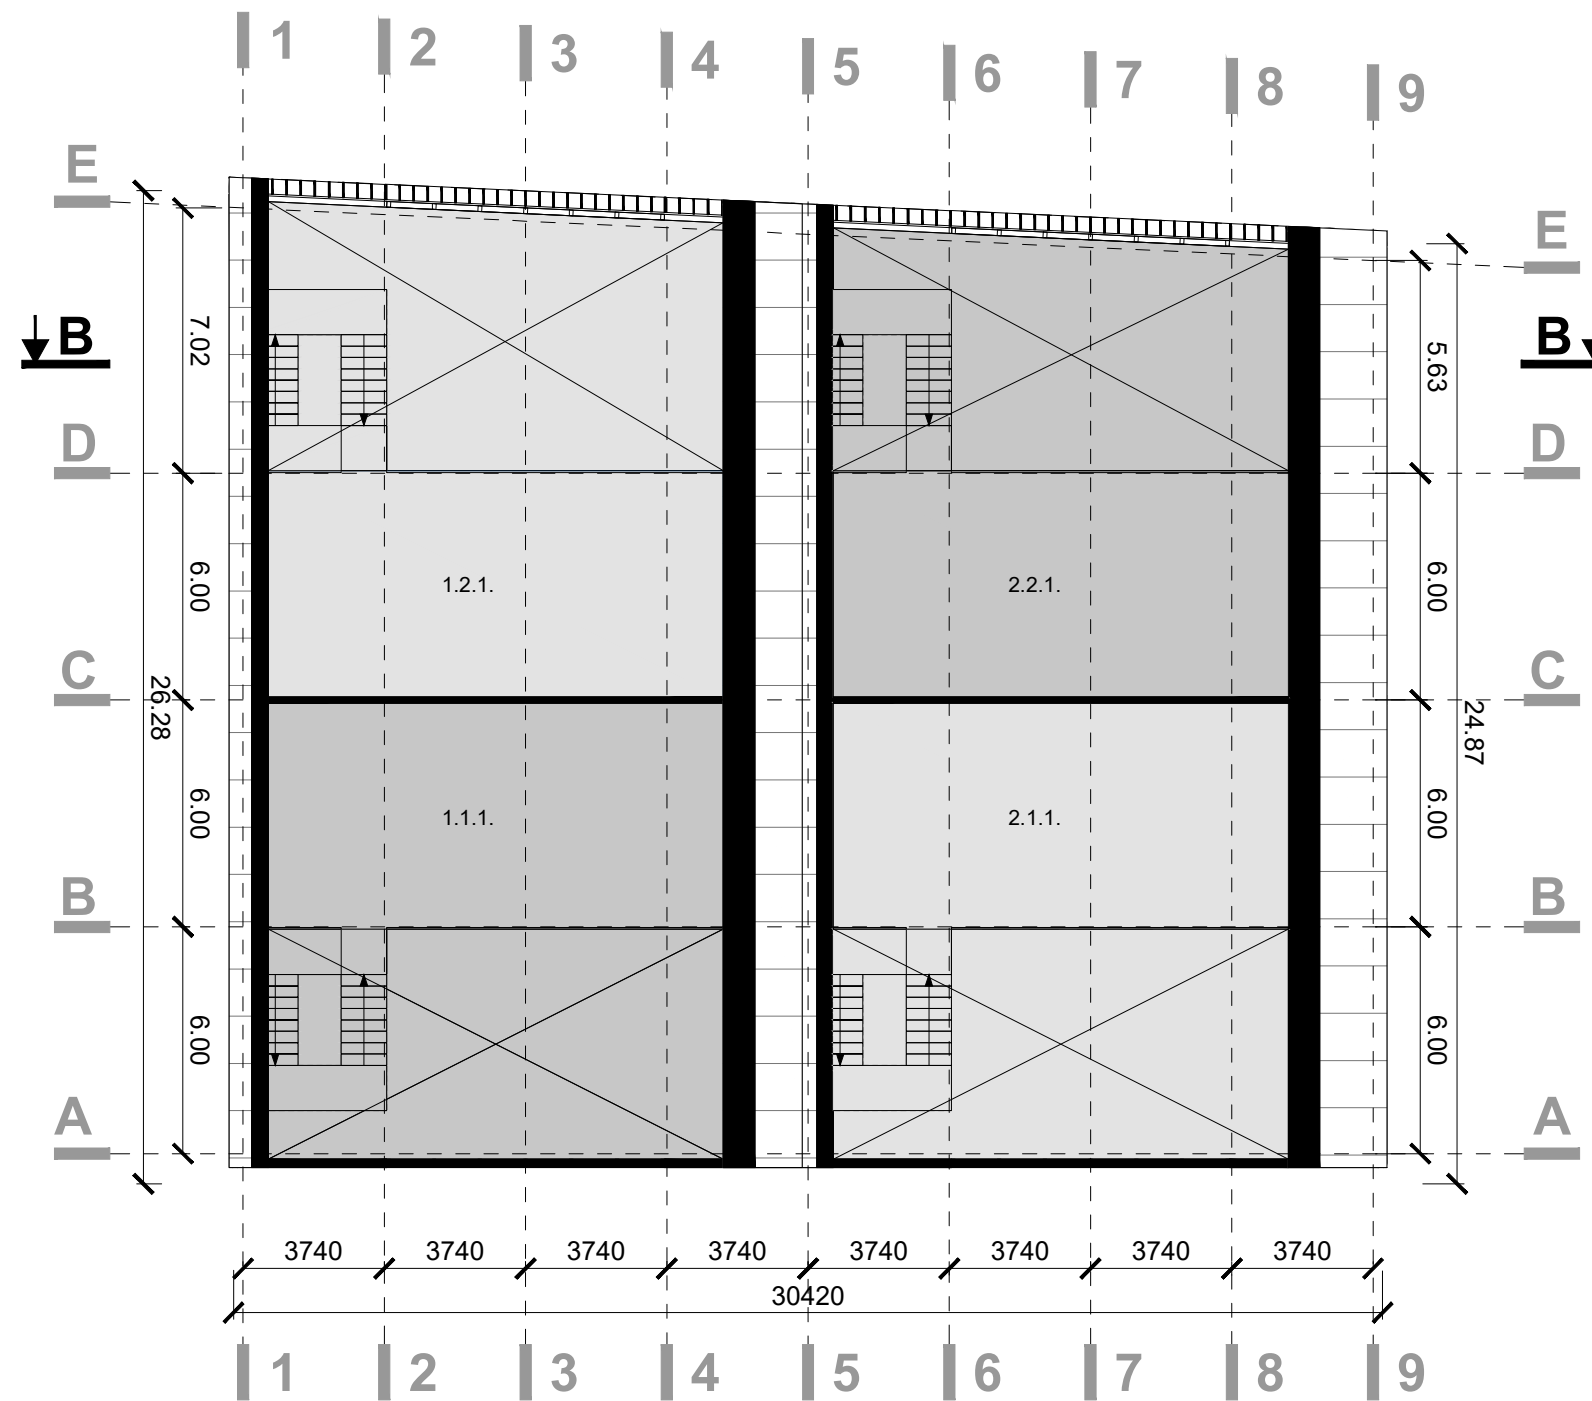 1 2 3 4 5 6 7 8 9
E E
B B
7.02 5.63
D D
6.00 1.2.1. 2.2.1. 6.00
C C
26.28 24.87
6.00 1.1.1. 2.1.1. 6.00
B B
6.00 6.00
A A
3740 3740 3740 3740 3740 3740 3740 3740
30420
1 2 3 4 5 6 7 8 9